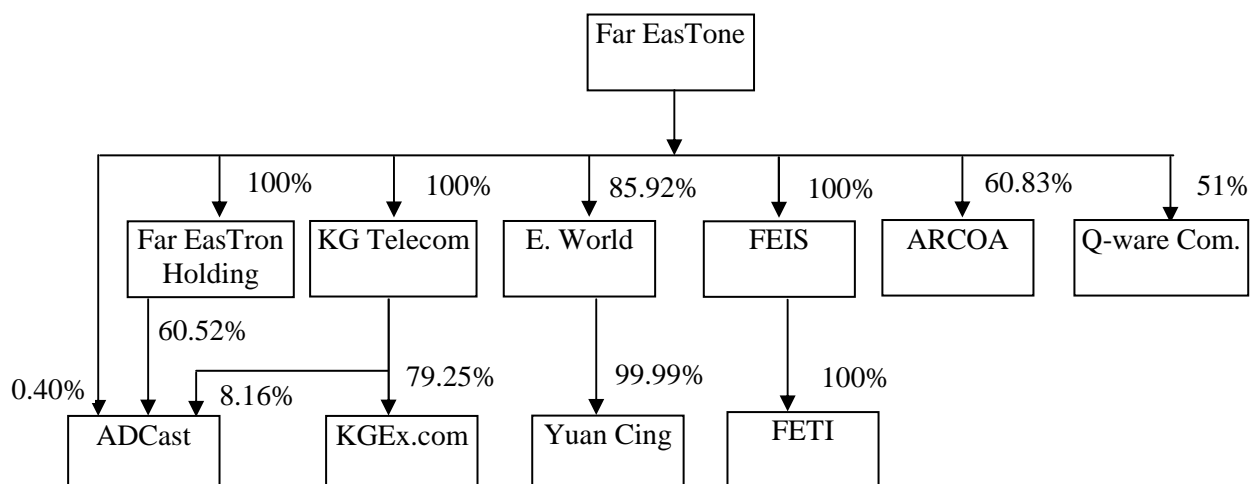 Far EasTone
100%
100%
85.92%
100%
60.83%
51%
Far EasTron
Holding
KG Telecom
E. World
FEIS
ARCOA
Q-ware Com.
60.52%
0.40%
8.16%
79.25%
99.99%
100%
ADCast
KGEx.com
Yuan Cing
FETI